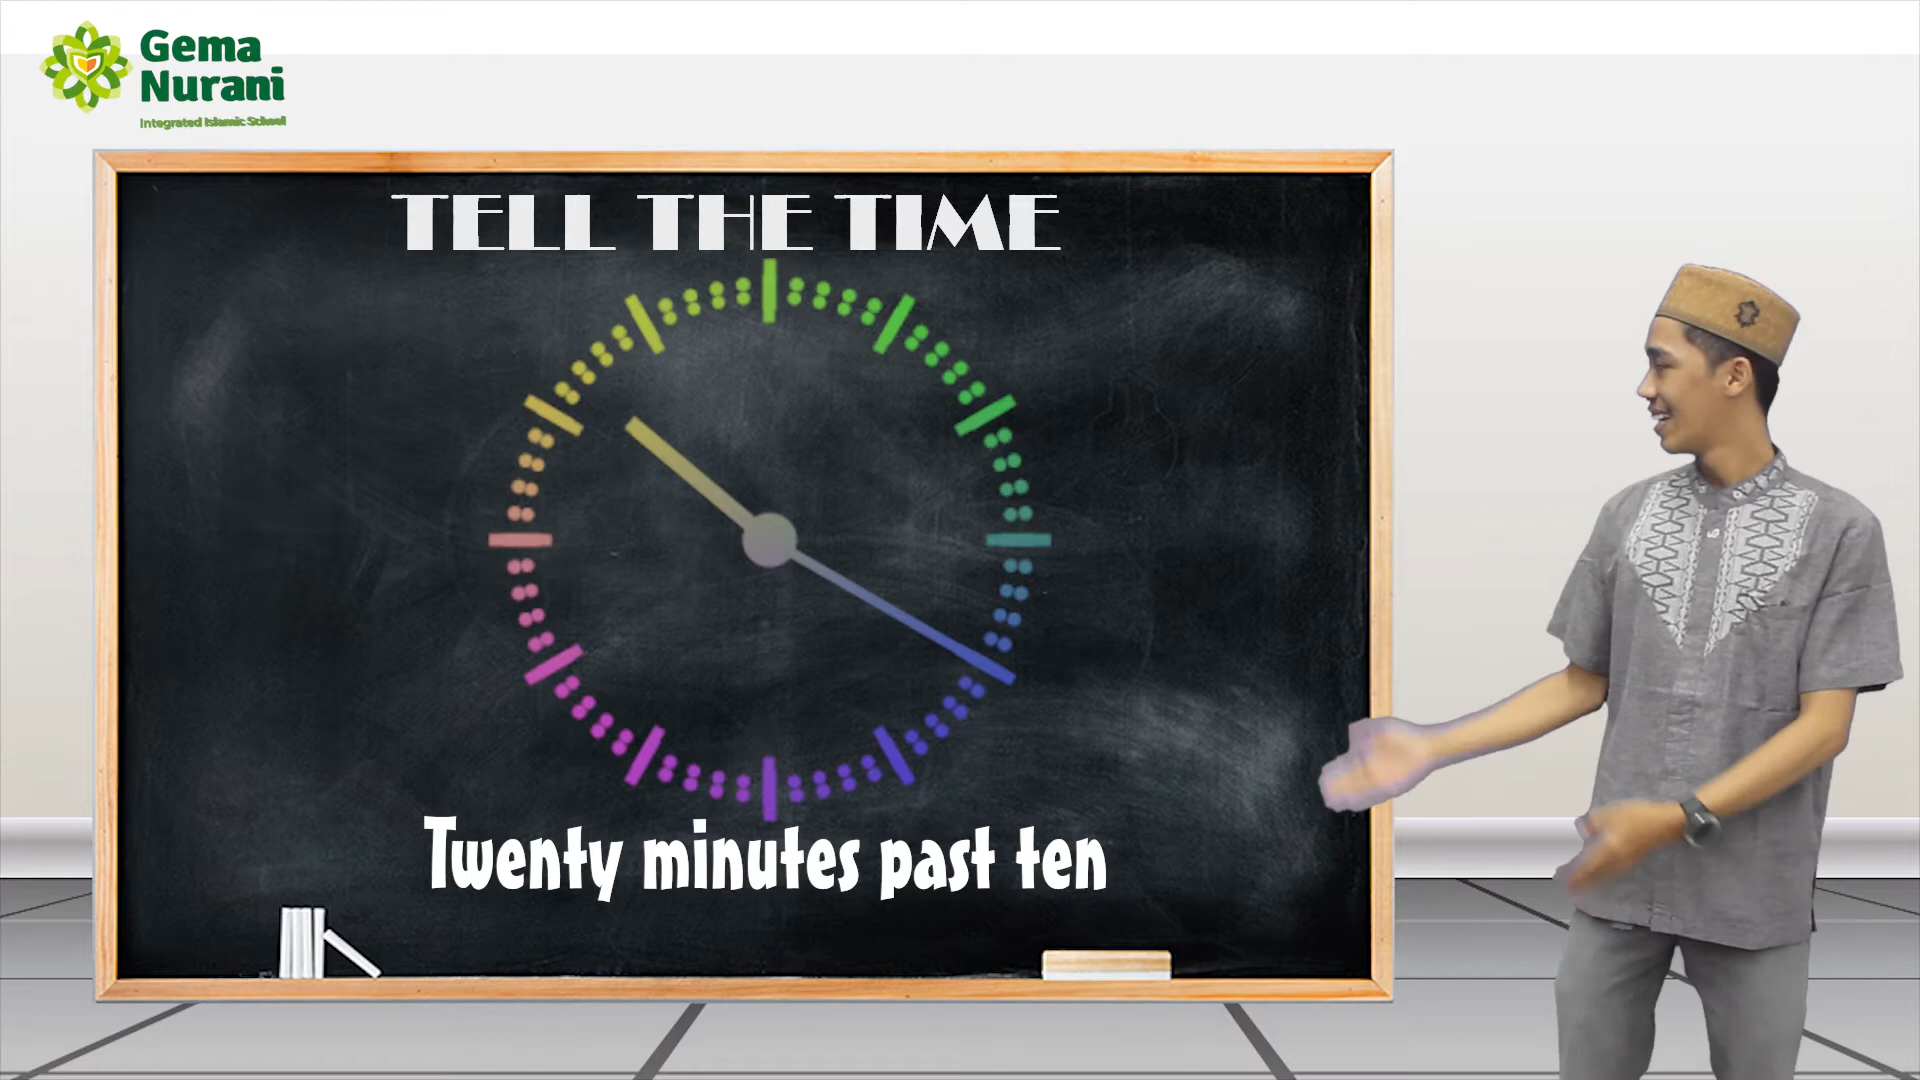 Gema
Nurani
Integrated Islamic School
TELL THE TIME
Twenty minutes past ten